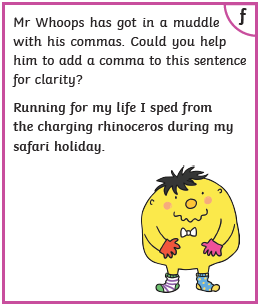 f
Mr Whoops has got in a muddle
with his commas. Could you help
him to add a comma to this sentence
for clarity?
Running for my life I sped from
the charging rhinoceros during my
safari holiday.